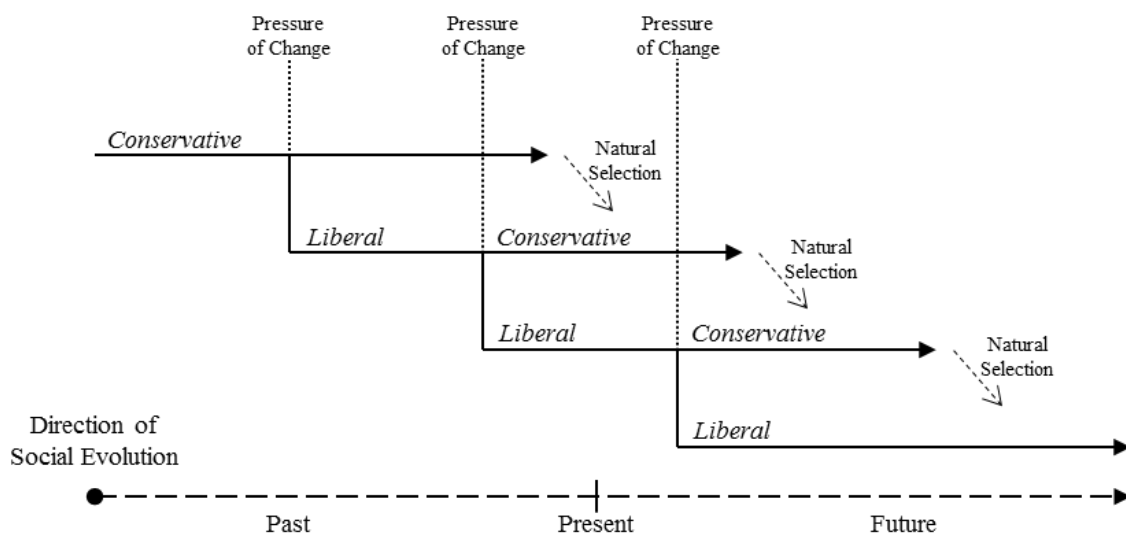 Pressure
of Change
Pressure
of Change
Pressure
of Change
Conservative
Natural
Selection
Liberal
Conservative
Natural
Selection
Liberal
Conservative
Natural
Selection
Liberal
Direction of
Social Evolution
Past
Present
Future